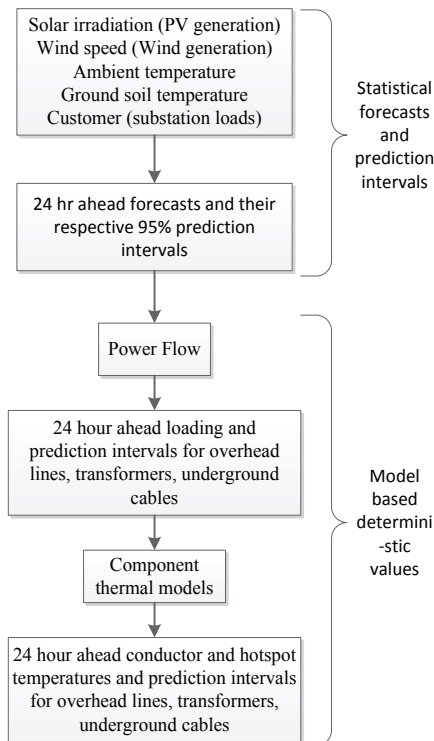 Solar irradiation (PV generation)
Wind speed (Wind generation)
Ambient temperature
Ground soil temperature
Customer (substation loads)
Statistical
forecasts
and
prediction
intervals
24 hr ahead forecasts and their
respective 95% prediction
intervals
Power Flow
24 hour ahead loading and
prediction intervals for overhead
lines, transformers, underground
cables
Model
based
determini
-stic
values
Component
thermal models
24 hour ahead conductor and hotspot
temperatures and prediction intervals
for overhead lines, transformers,
underground cables